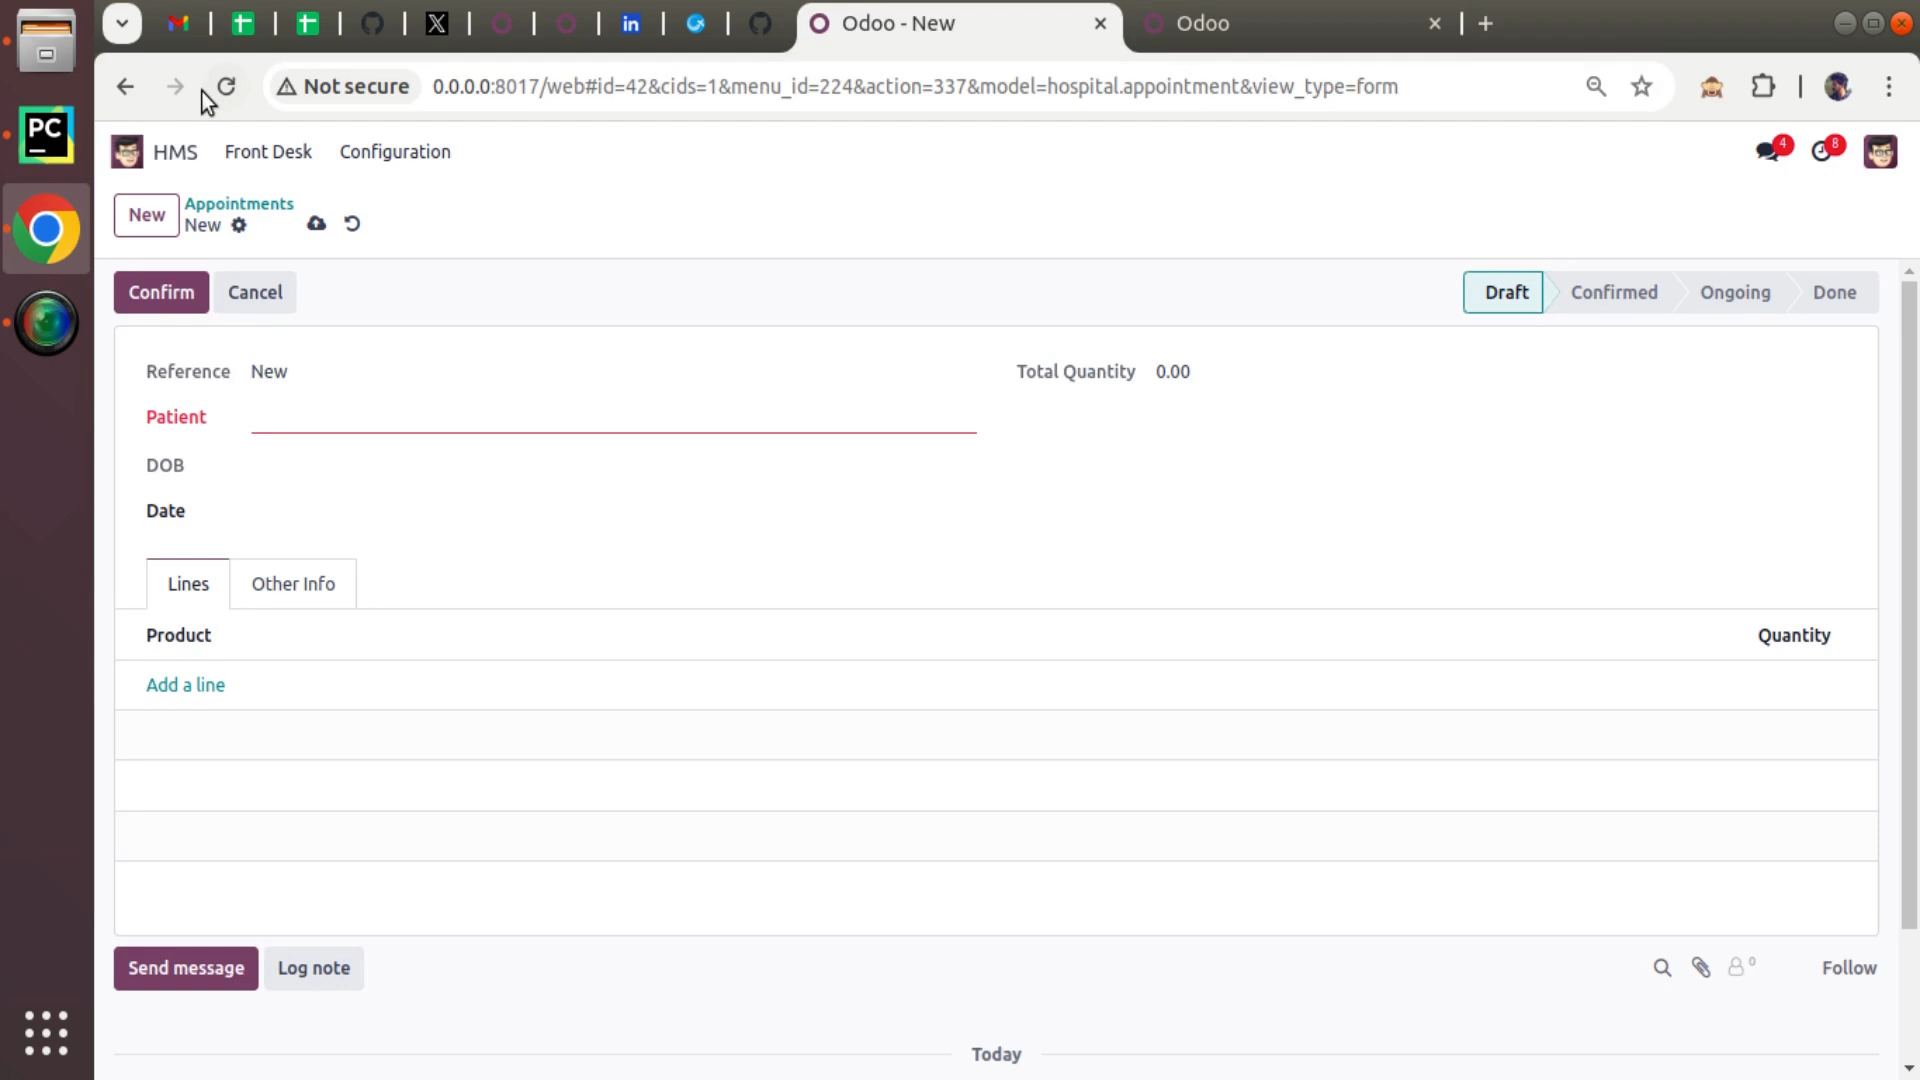 Odoo - New
Odoo
Not secure
0.0.0.0:8017/web#id=42&cids=1&menu_id=224&action=337&model=hospital.appointment&view_type=form
PC
HMS
Front Desk
Configuration
4
8
New
Appointments
New
Confirm
Cancel
Draft
Confirmed
Ongoing
Done
Reference
New
Total Quantity
0.00
Patient
DOB
Date
Lines
Other Info
Product
Quantity
Add a line
Send message
Log note
0
Follow
Today